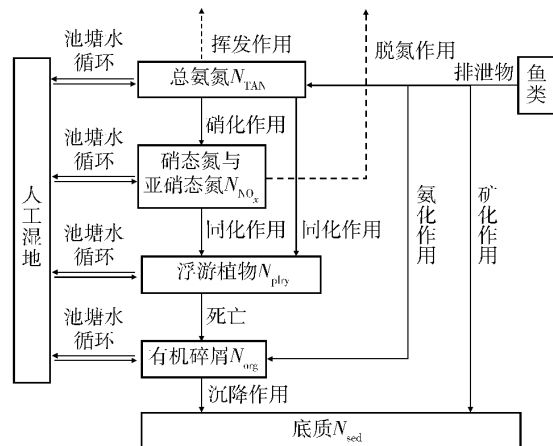 挥发作用
脱氮作用
池塘水
循环
总氨氮N_TAN
排泄物
鱼类
硝化作用
池塘水
循环
硝态氮与
亚硝态氮N_NOx
人工湿地
氨化作用
矿化作用
同化作用
同化作用
池塘水
循环
浮游植物N_phy
死亡
池塘水
循环
有机碎屑N_org
沉降作用
底质N_sed